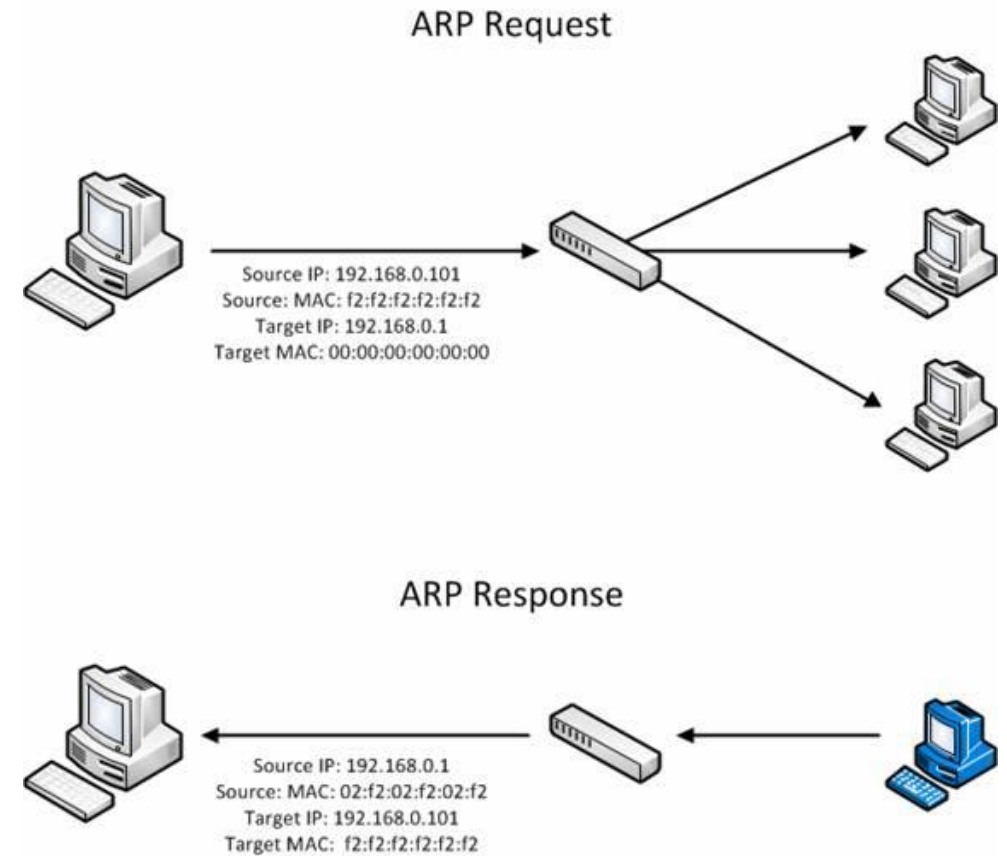 ARP Request
Source IP: 192.168.0.101
Source: MAC: f2:f2:f2:f2:f2:f2
Target IP: 192.168.0.1
Target MAC: 00:00:00:00:00:00
ARP Response
Source IP: 192.168.0.1
Source: MAC: 02:f2:02:f2:02:f2
Target IP: 192.168.0.101
Target MAC: f2:f2:f2:f2:f2:f2